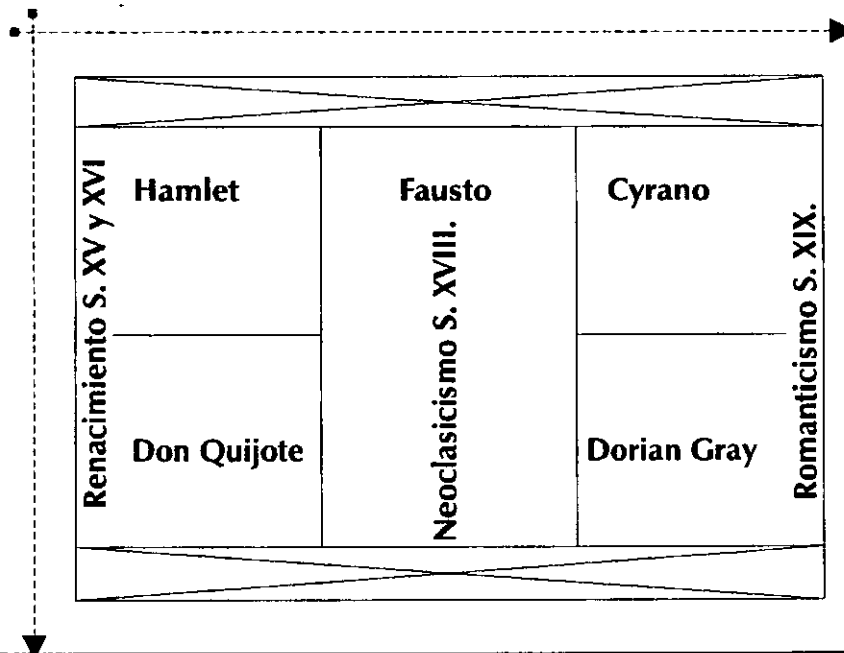 Renacimiento S. XV y XVI
Hamlet
Don Quijote
Fausto
Neoclasicismo S. XVIII.
Cyrano
Dorian Gray
Romanticismo S. XIX.